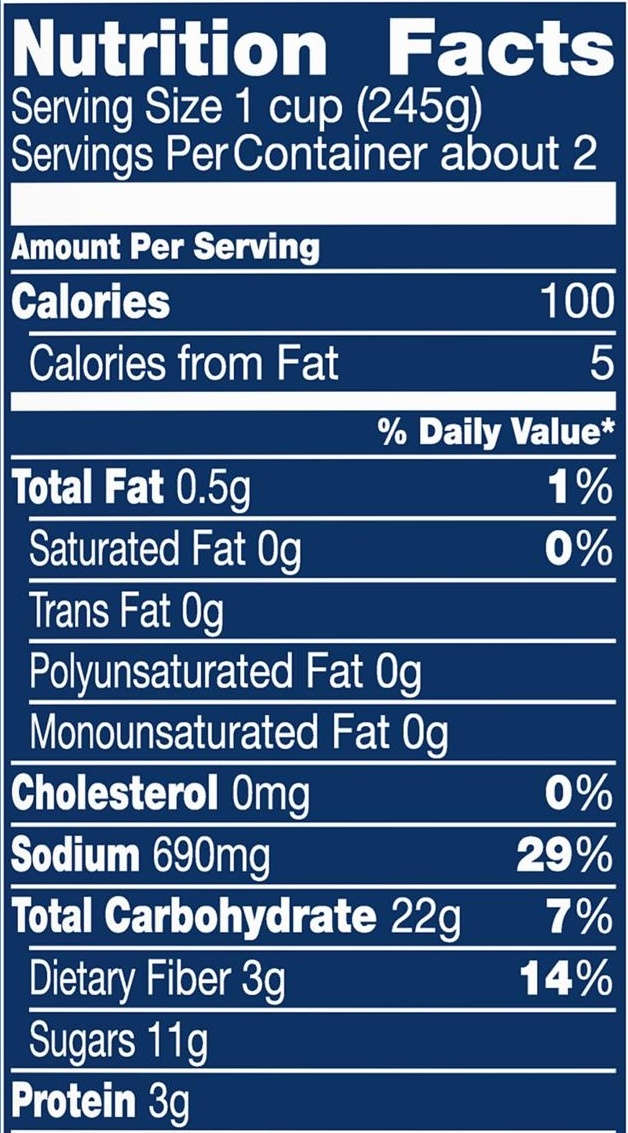 Nutrition Facts
Serving Size 1 cup (245g)
Servings Per Container about 2
Amount Per Serving
Calories 100
Calories from Fat 5
% Daily Value*
Total Fat 0.5g 1%
Saturated Fat 0g 0%
Trans Fat 0g
Polyunsaturated Fat 0g
Monounsaturated Fat 0g
Cholesterol 0mg 0%
Sodium 690mg 29%
Total Carbohydrate 22g 7%
Dietary Fiber 3g 14%
Sugars 11g
Protein 3g